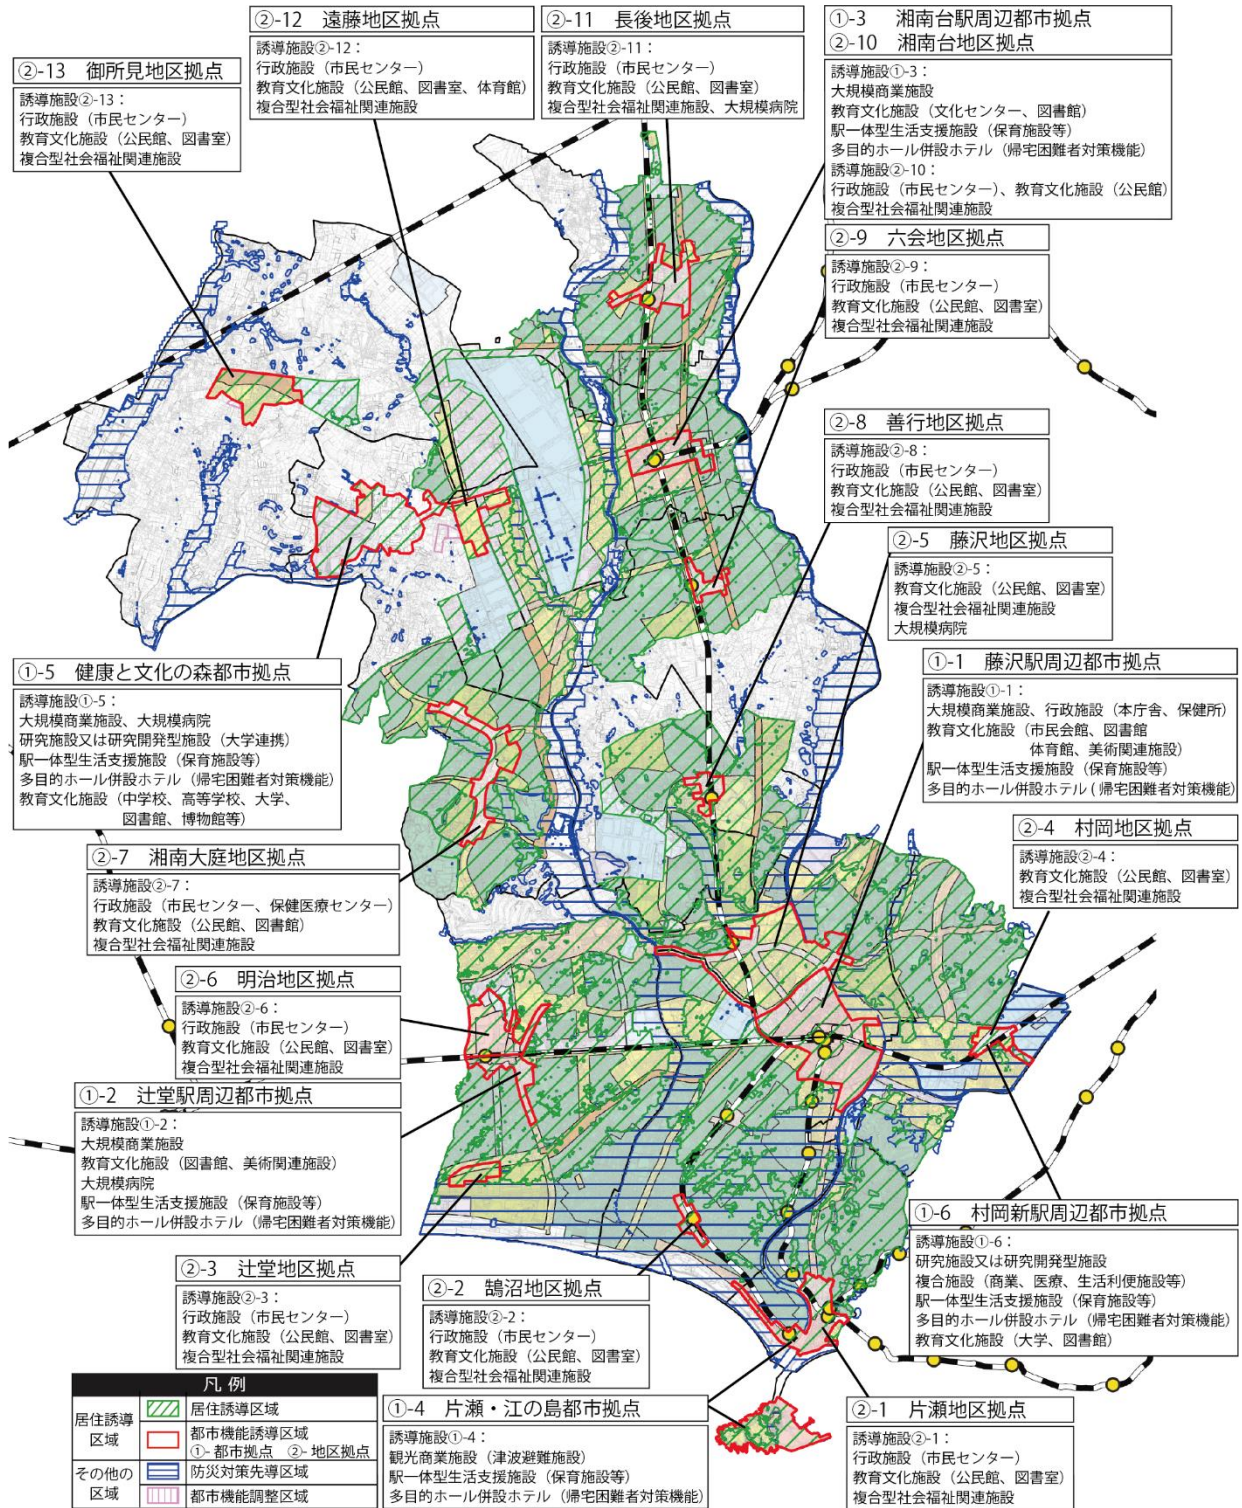 ②-12　遠藤地区拠点
誘導施設②-12：
行政施設（市民センター）
教育文化施設（公民館、図書室、体育館）
複合型社会福祉関連施設
②-11　長後地区拠点
誘導施設②-11：
行政施設（市民センター）
教育文化施設（公民館、図書室）
複合型社会福祉関連施設、大規模病院
①-3　湘南台駅周辺都市拠点
②-10　湘南台地区拠点
誘導施設①-3：
大規模商業施設
教育文化施設（文化センター、図書館）
駅一体型生活支援施設（保育施設等）
多目的ホール併設ホテル（帰宅困難者対策機能）
誘導施設②-10：
行政施設（市民センター）、教育文化施設（公民館）
複合型社会福祉関連施設
②-13　御所見地区拠点
誘導施設②-13：
行政施設（市民センター）
教育文化施設（公民館、図書室）
複合型社会福祉関連施設
②-9　六会地区拠点
誘導施設②-9：
行政施設（市民センター）
教育文化施設（公民館、図書室）
複合型社会福祉関連施設
②-8　善行地区拠点
誘導施設②-8：
行政施設（市民センター）
教育文化施設（公民館、図書室）
複合型社会福祉関連施設
②-5　藤沢地区拠点
誘導施設②-5：
教育文化施設（公民館、図書室）
複合型社会福祉関連施設
大規模病院
①-5　健康と文化の森都市拠点
誘導施設①-5：
大規模商業施設、大規模病院
研究施設又は研究開発型施設（大学連携）
駅一体型生活支援施設（保育施設等）
多目的ホール併設ホテル（帰宅困難者対策機能）
教育文化施設（中学校、高等学校、大学、
図書館、博物館等）
①-1　藤沢駅周辺都市拠点
誘導施設①-1：
大規模商業施設、行政施設（本庁舎、保健所）
教育文化施設（市民会館、図書館
体育館、美術関連施設）
駅一体型生活支援施設（保育施設等）
多目的ホール併設ホテル（帰宅困難者対策機能）
②-4　村岡地区拠点
誘導施設②-4：
教育文化施設（公民館、図書室）
複合型社会福祉関連施設
②-7　湘南大庭地区拠点
誘導施設②-7：
行政施設（市民センター、保健医療センター）
教育文化施設（公民館、図書館）
複合型社会福祉関連施設
②-6　明治地区拠点
誘導施設②-6：
行政施設（市民センター）
教育文化施設（公民館、図書室）
複合型社会福祉関連施設
①-2　辻堂駅周辺都市拠点
誘導施設①-2：
大規模商業施設
教育文化施設（図書館、美術関連施設）
大規模病院
駅一体型生活支援施設（保育施設等）
多目的ホール併設ホテル（帰宅困難者対策機能）
①-6　村岡新駅周辺都市拠点
誘導施設①-6：
研究施設又は研究開発型施設
複合施設（商業、医療、生活利便施設等）
駅一体型生活支援施設（保育施設等）
多目的ホール併設ホテル（帰宅困難者対策機能）
教育文化施設（大学、図書館）
②-3　辻堂地区拠点
誘導施設②-3：
行政施設（市民センター）
教育文化施設（公民館、図書室）
複合型社会福祉関連施設
②-2　鵠沼地区拠点
誘導施設②-2：
行政施設（市民センター）
教育文化施設（公民館、図書室）
複合型社会福祉関連施設
①-4　片瀬・江の島都市拠点
誘導施設①-4：
観光商業施設（津波避難施設）
駅一体型生活支援施設（保育施設等）
多目的ホール併設ホテル（帰宅困難者対策機能）
②-1　片瀬地区拠点
誘導施設②-1：
行政施設（市民センター）
教育文化施設（公民館、図書室）
複合型社会福祉関連施設
凡 例
居住誘導区域
居住誘導区域
都市機能誘導区域
①- 都市拠点　②- 地区拠点
その他の区域
防災対策先導区域
都市機能調整区域